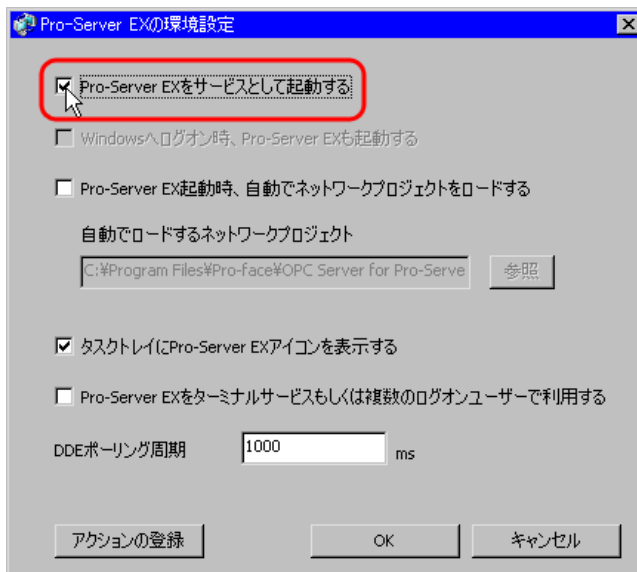 Pro-Server EXの環境設定
Pro-Server EXをサービスとして起動する
Windowsへログオン時、Pro-Server EXも起動する
Pro-Server EX起動時、自動でネットワークプロジェクトをロードする
自動でロードするネットワークプロジェクト
C:¥Program Files¥Pro-face¥OPC Server for Pro-Serve 参照
タスクトレイにPro-Server EXアイコンを表示する
Pro-Server EXをターミナルサービスもしくは複数のログオンユーザーで利用する
DDEポーリング周期 1000 ms
アクションの登録 OK キャンセル